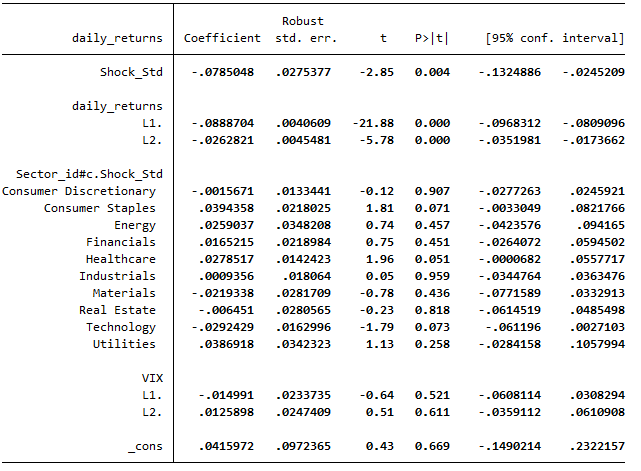 Robust
daily_returns Coefficient std. err. t P>|t| [95% conf. interval]
Shock_Std -.0785048 .0275377 -2.85 0.004 -.1324886 -.0245209
daily_returns
L1. -.0888704 .0040609 -21.88 0.000 -.0968312 -.0809096
L2. -.0262821 .0045481 -5.78 0.000 -.0351981 -.0173662
Sector_id#c.Shock_Std
Consumer Discretionary -.0015671 .0133441 -0.12 0.907 -.0277263 .0245921
Consumer Staples .0394358 .0218025 1.81 0.071 -.0033049 .0821766
Energy .0259037 .0348208 0.74 0.457 -.0423576 .094165
Financials .0165215 .0218984 0.75 0.451 -.0264072 .0594502
Healthcare .0278517 .0142423 1.96 0.051 -.0000682 .0557717
Industrials .0009356 .018064 0.05 0.959 -.0344764 .0363476
Materials -.0219338 .0281709 -0.78 0.436 -.0771589 .0332913
Real Estate -.006451 .0280565 -0.23 0.818 -.0614519 .0485498
Technology -.0292429 .0162996 -1.79 0.073 -.061196 .0027103
Utilities .0386918 .0342323 1.13 0.258 -.0284158 .1057994
VIX
L1. -.014991 .0233735 -0.64 0.521 -.0608114 .0308294
L2. .0125898 .0247409 0.51 0.611 -.0359112 .0610908
_cons .0415972 .0972365 0.43 0.669 -.1490214 .2322157